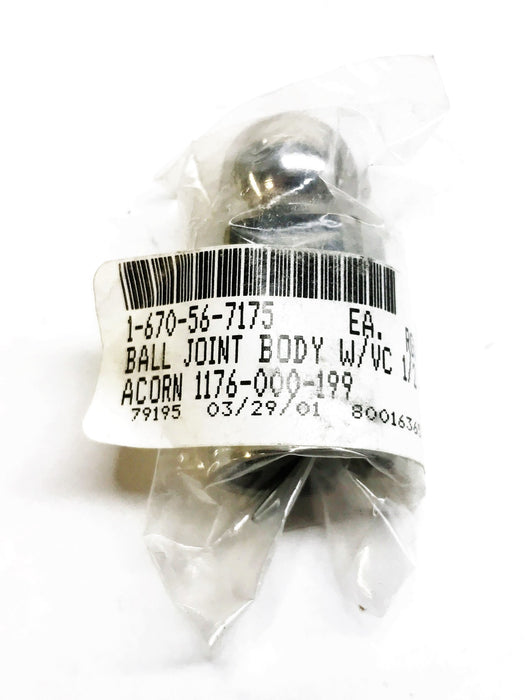 1-670-56-7175 EA.
BALL JOINT BODY W/VC
ACORN 1176-000-199
79195 03/29/01